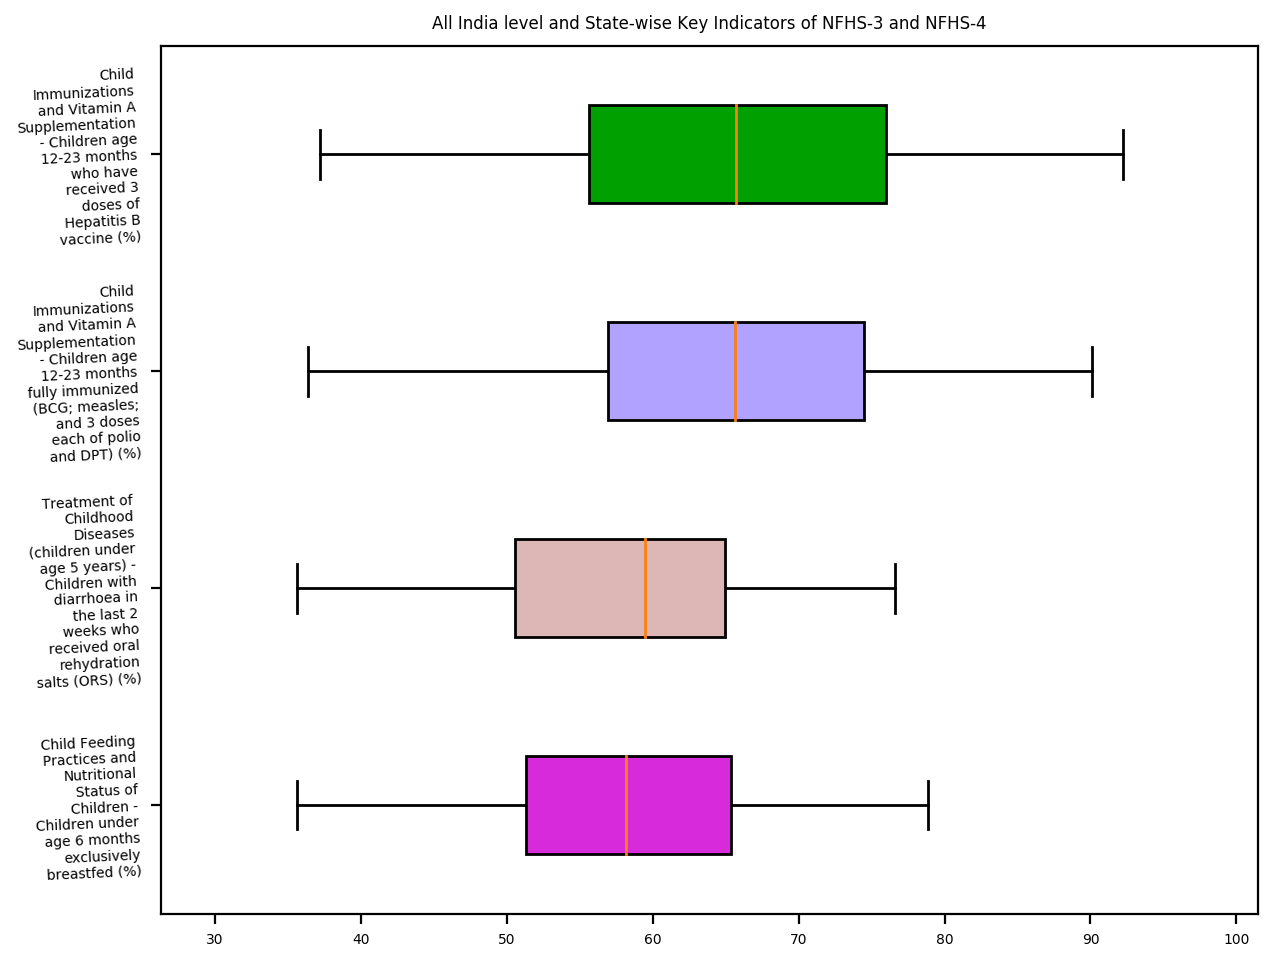 All India level and State-wise Key Indicators of NFHS-3 and NFHS-4
Child
Immunizations
and Vitamin A
Supplementation
- Children age
12-23 months
who have
received 3
doses of
Hepatitis B
vaccine (%)
Child
Immunizations
and Vitamin A
Supplementation
- Children age
12-23 months
fully immunized
(BCG; measles;
and 3 doses
each of polio
and DPT) (%)
Treatment of
Childhood
Diseases
(children under
age 5 years) -
Children with
diarrhoea in
the last 2
weeks who
received oral
rehydration
salts (ORS) (%)
Child Feeding
Practices and
Nutritional
Status of
Children -
Children under
age 6 months
exclusively
breastfed (%)
30 40 50 60 70 80 90 100